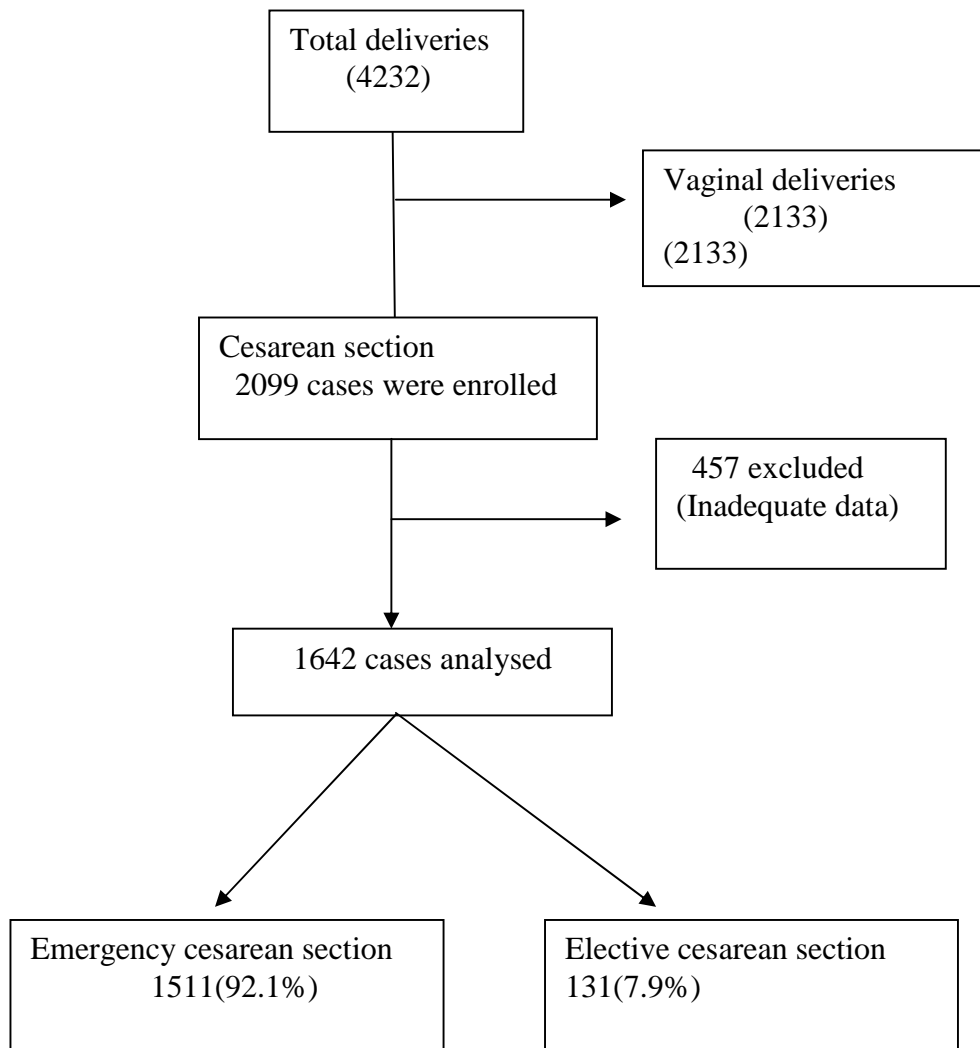 Total deliveries
(4232)
Vaginal deliveries
(2133)
(2133)
Cesarean section
2099 cases were enrolled
457 excluded
(Inadequate data)
1642 cases analysed
Emergency cesarean section
1511(92.1%)
Elective cesarean section
131(7.9%)